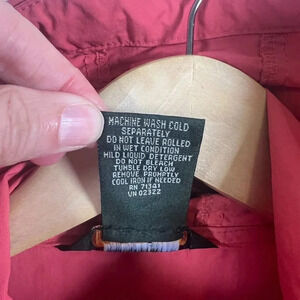 MACHINE WASH COLD
SEPARATELY
DO NOT LEAVE ROLLED
IN WET CONDITION
MILD LIQUID DETERGENT
DO NOT BLEACH
TUMBLE DRY LOW
REMOVE PROMPTLY
COOL IRON IF NEEDED
RN 71341
VN 02322